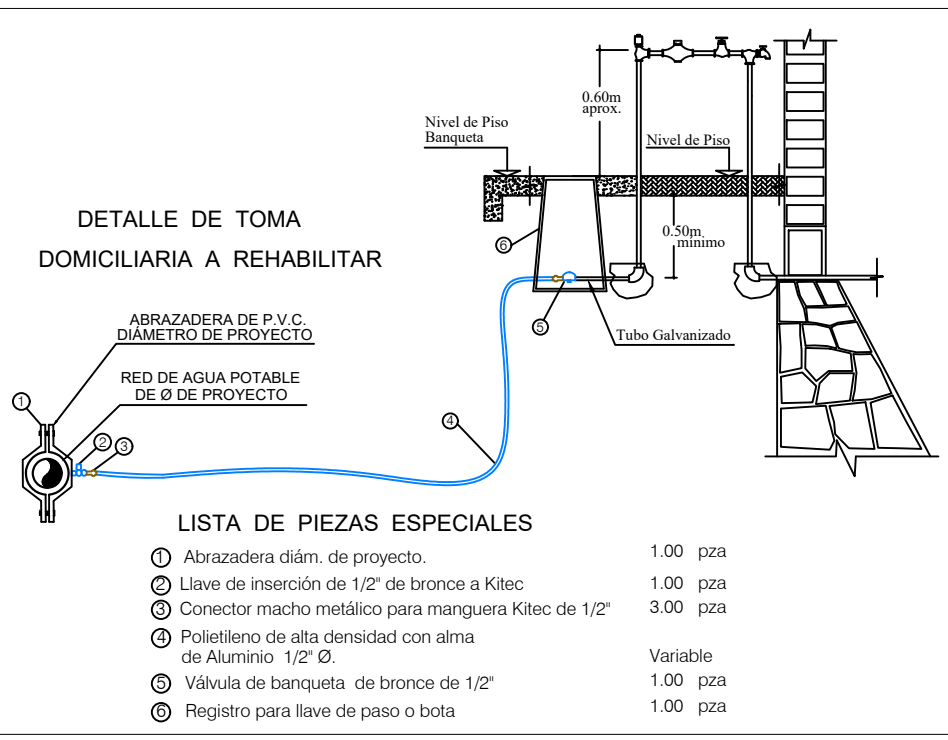 0.60m
aprox.
Nivel de Piso
Banqueta
Nivel de Piso
DETALLE DE TOMA
DOMICILIARIA A REHABILITAR
0.50m
minimo
6
5
Tubo Galvanizado
ABRAZADERA DE P.V.C.
DIÁMETRO DE PROYECTO
RED DE AGUA POTABLE
DE Ø DE PROYECTO
1
2
3
4
LISTA DE PIEZAS ESPECIALES
1 Abrazadera diám. de proyecto. 1.00 pza
2 Llave de inserción de 1/2" de bronce a Kitec 1.00 pza
3 Conector macho metálico para manguera Kitec de 1/2" 3.00 pza
4 Polietileno de alta densidad con alma
de Aluminio 1/2" Ø. Variable
5 Válvula de banqueta de bronce de 1/2" 1.00 pza
6 Registro para llave de paso o bota 1.00 pza